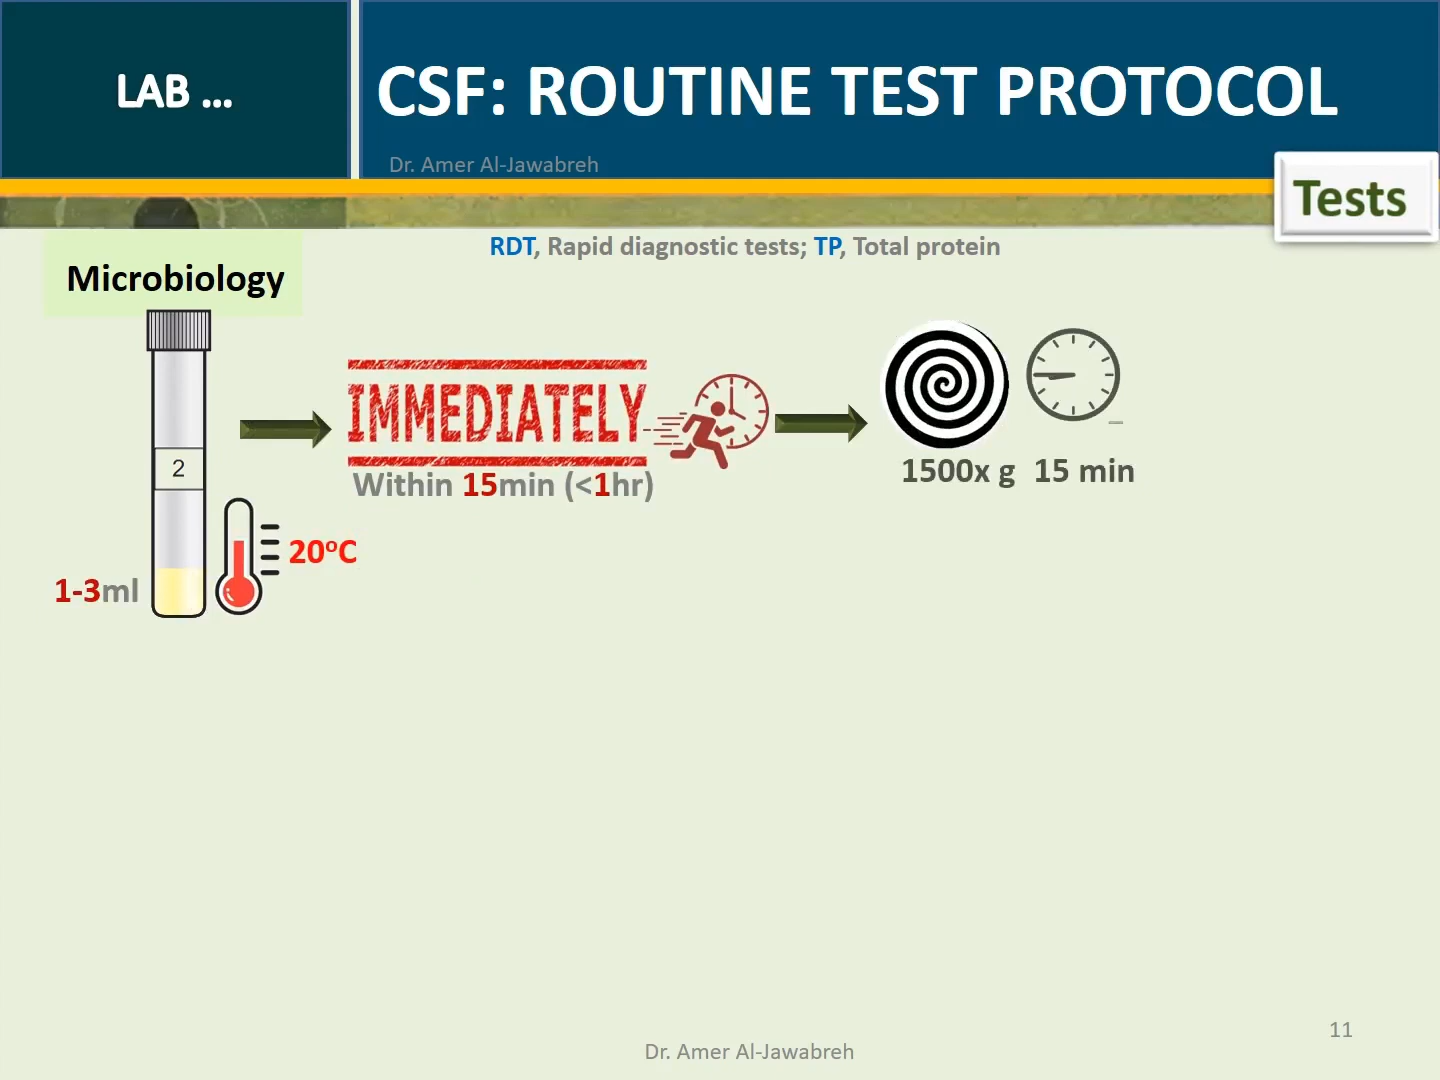 LAB ...
CSF: ROUTINE TEST PROTOCOL
Dr. Amer Al-Jawabreh
Tests
RDT, Rapid diagnostic tests; TP, Total protein
Microbiology
IMMEDIATELY
Within 15min (<1hr)
1500x g 15 min
2
20°C
1-3ml
11
Dr. Amer Al-Jawabreh